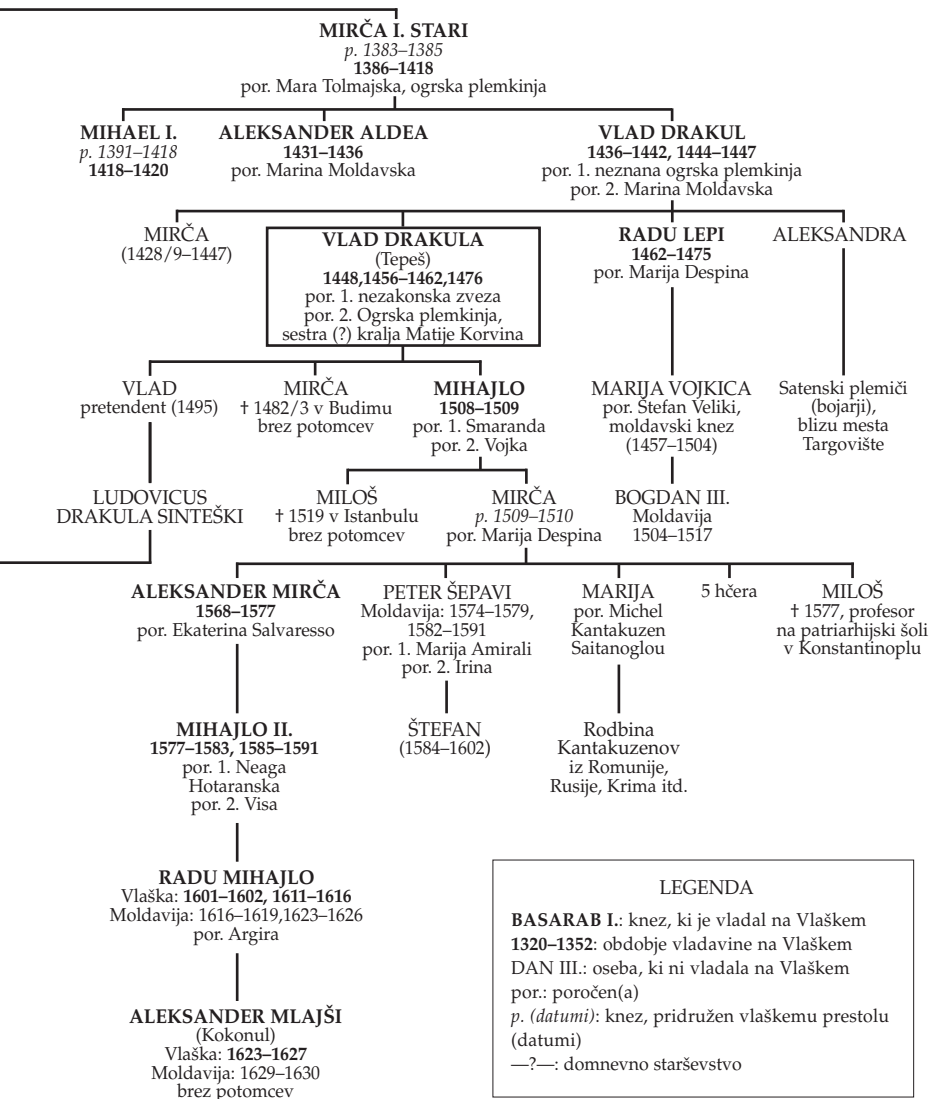 MIRČA I. STARI
p. 1383–1385
1386–1418
por. Mara Tolmajska, ogrska plemkinja
MIHAEL I.
p. 1391–1418
1418–1420
ALEKSANDER ALDEA
1431–1436
por. Marina Moldavska
VLAD DRAKUL
1436–1442, 1444–1447
por. 1. neznana ogrska plemkinja
por. 2. Marina Moldavska
MIRČA
(1428/9–1447)
VLAD DRAKULA
(Tepeš)
1448,1456–1462,1476
por. 1. nezakonska zveza
por. 2. Ogrska plemkinja,
sestra (?) kralja Matije Korvina
RADU LEPI
1462–1475
por. Marija Despina
ALEKSANDRA
VLAD
pretendent (1495)
MIRČA
† 1482/3 v Budimu
brez potomcev
MIHAJLO
1508–1509
por. 1. Smaranda
por. 2. Vojka
MARIJA VOJKICA
por. Štefan Veliki,
moldavski knez
(1457–1504)
Satenski plemiči
(bojarji),
blizu mesta
Targovište
LUDOVICUS
DRAKULA SINTEŠKI
MILOŠ
† 1519 v Istanbulu
brez potomcev
MIRČA
p. 1509–1510
por. Marija Despina
BOGDAN III.
Moldavija
1504–1517
ALEKSANDER MIRČA
1568–1577
por. Ekaterina Salvaresso
PETER ŠEPAVI
Moldavija: 1574–1579,
1582–1591
por. 1. Marija Amirali
por. 2. Irina
MARIJA
por. Michel
Kantakuzen
Saitanoglou
5 hčera
MILOŠ
† 1577, profesor
na patriarhijski šoli
v Konstantinoplu
MIHAJLO II.
1577–1583, 1585–1591
por. 1. Neaga
Hotaranska
por. 2. Visa
ŠTEFAN
(1584–1602)
Rodbina
Kantakuzenov
iz Romunije,
Rusije, Krima itd.
RADU MIHAJLO
Vlaška: 1601–1602, 1611–1616
Moldavija: 1616–1619,1623–1626
por. Argira
ALEKSANDER MLAJŠI
(Kokonul)
Vlaška: 1623–1627
Moldavija: 1629–1630
brez potomcev
LEGENDA
BASARAB I.: knez, ki je vladal na Vlaškem
1320–1352: obdobje vladavine na Vlaškem
DAN III.: oseba, ki ni vladala na Vlaškem
por.: poročen(a)
p. (datumi): knez, pridružen vlaškemu prestolu
(datumi)
—?—: domnevno starševstvo